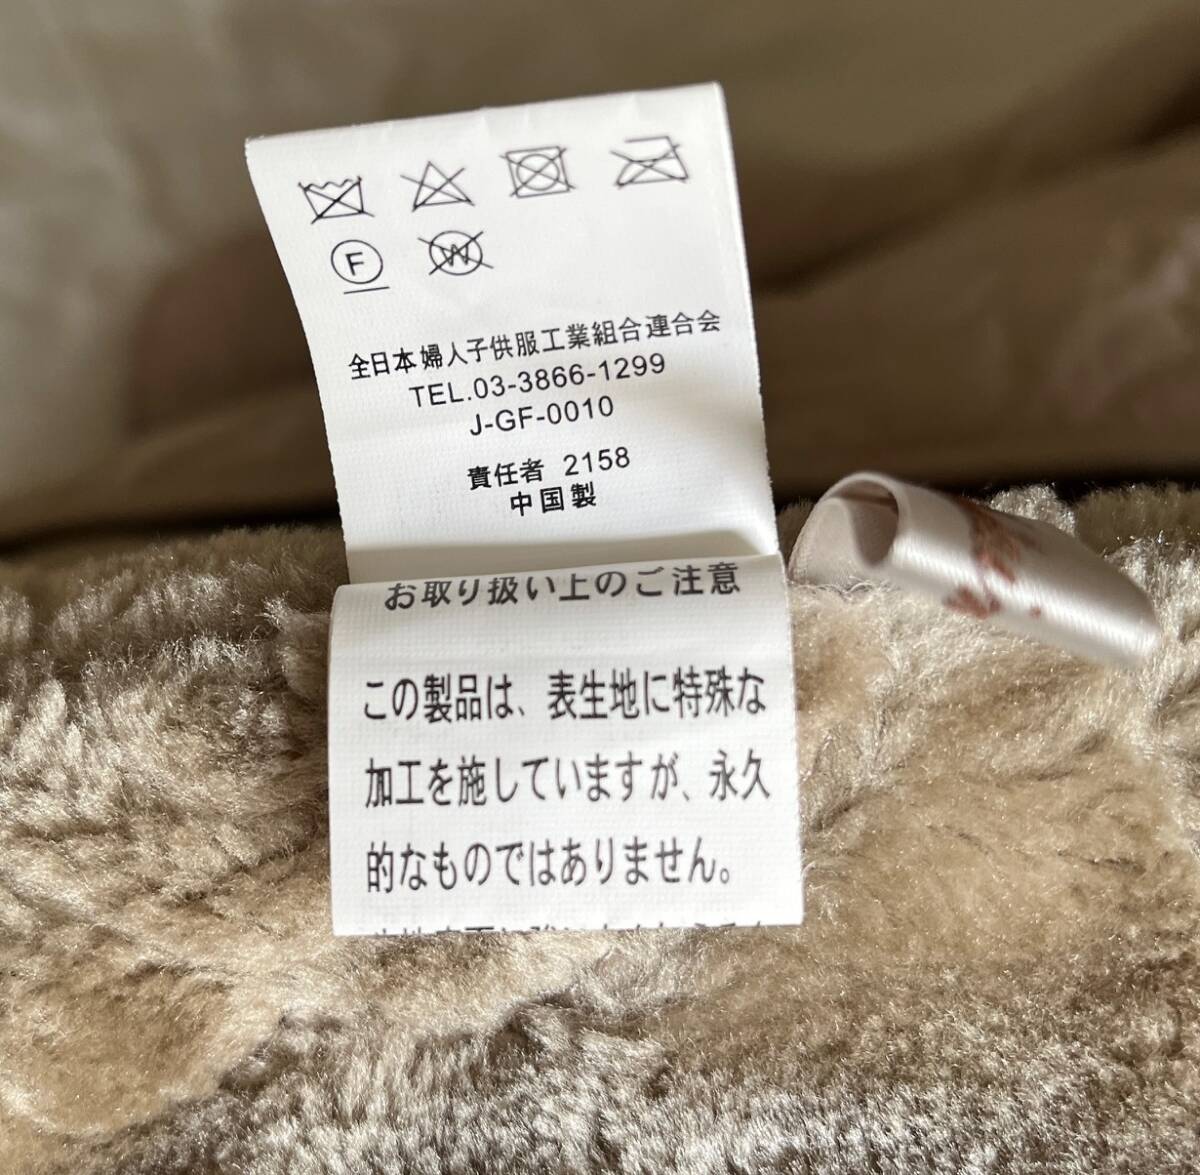 F W
全日本婦人子供服工業組合連合会
TEL.03-3866-1299
J-GF-0010
責任者 2158
中国製
お取り扱い上のご注意
この製品は、表生地に特殊な
加工を施していますが、永久
的なものではありません。